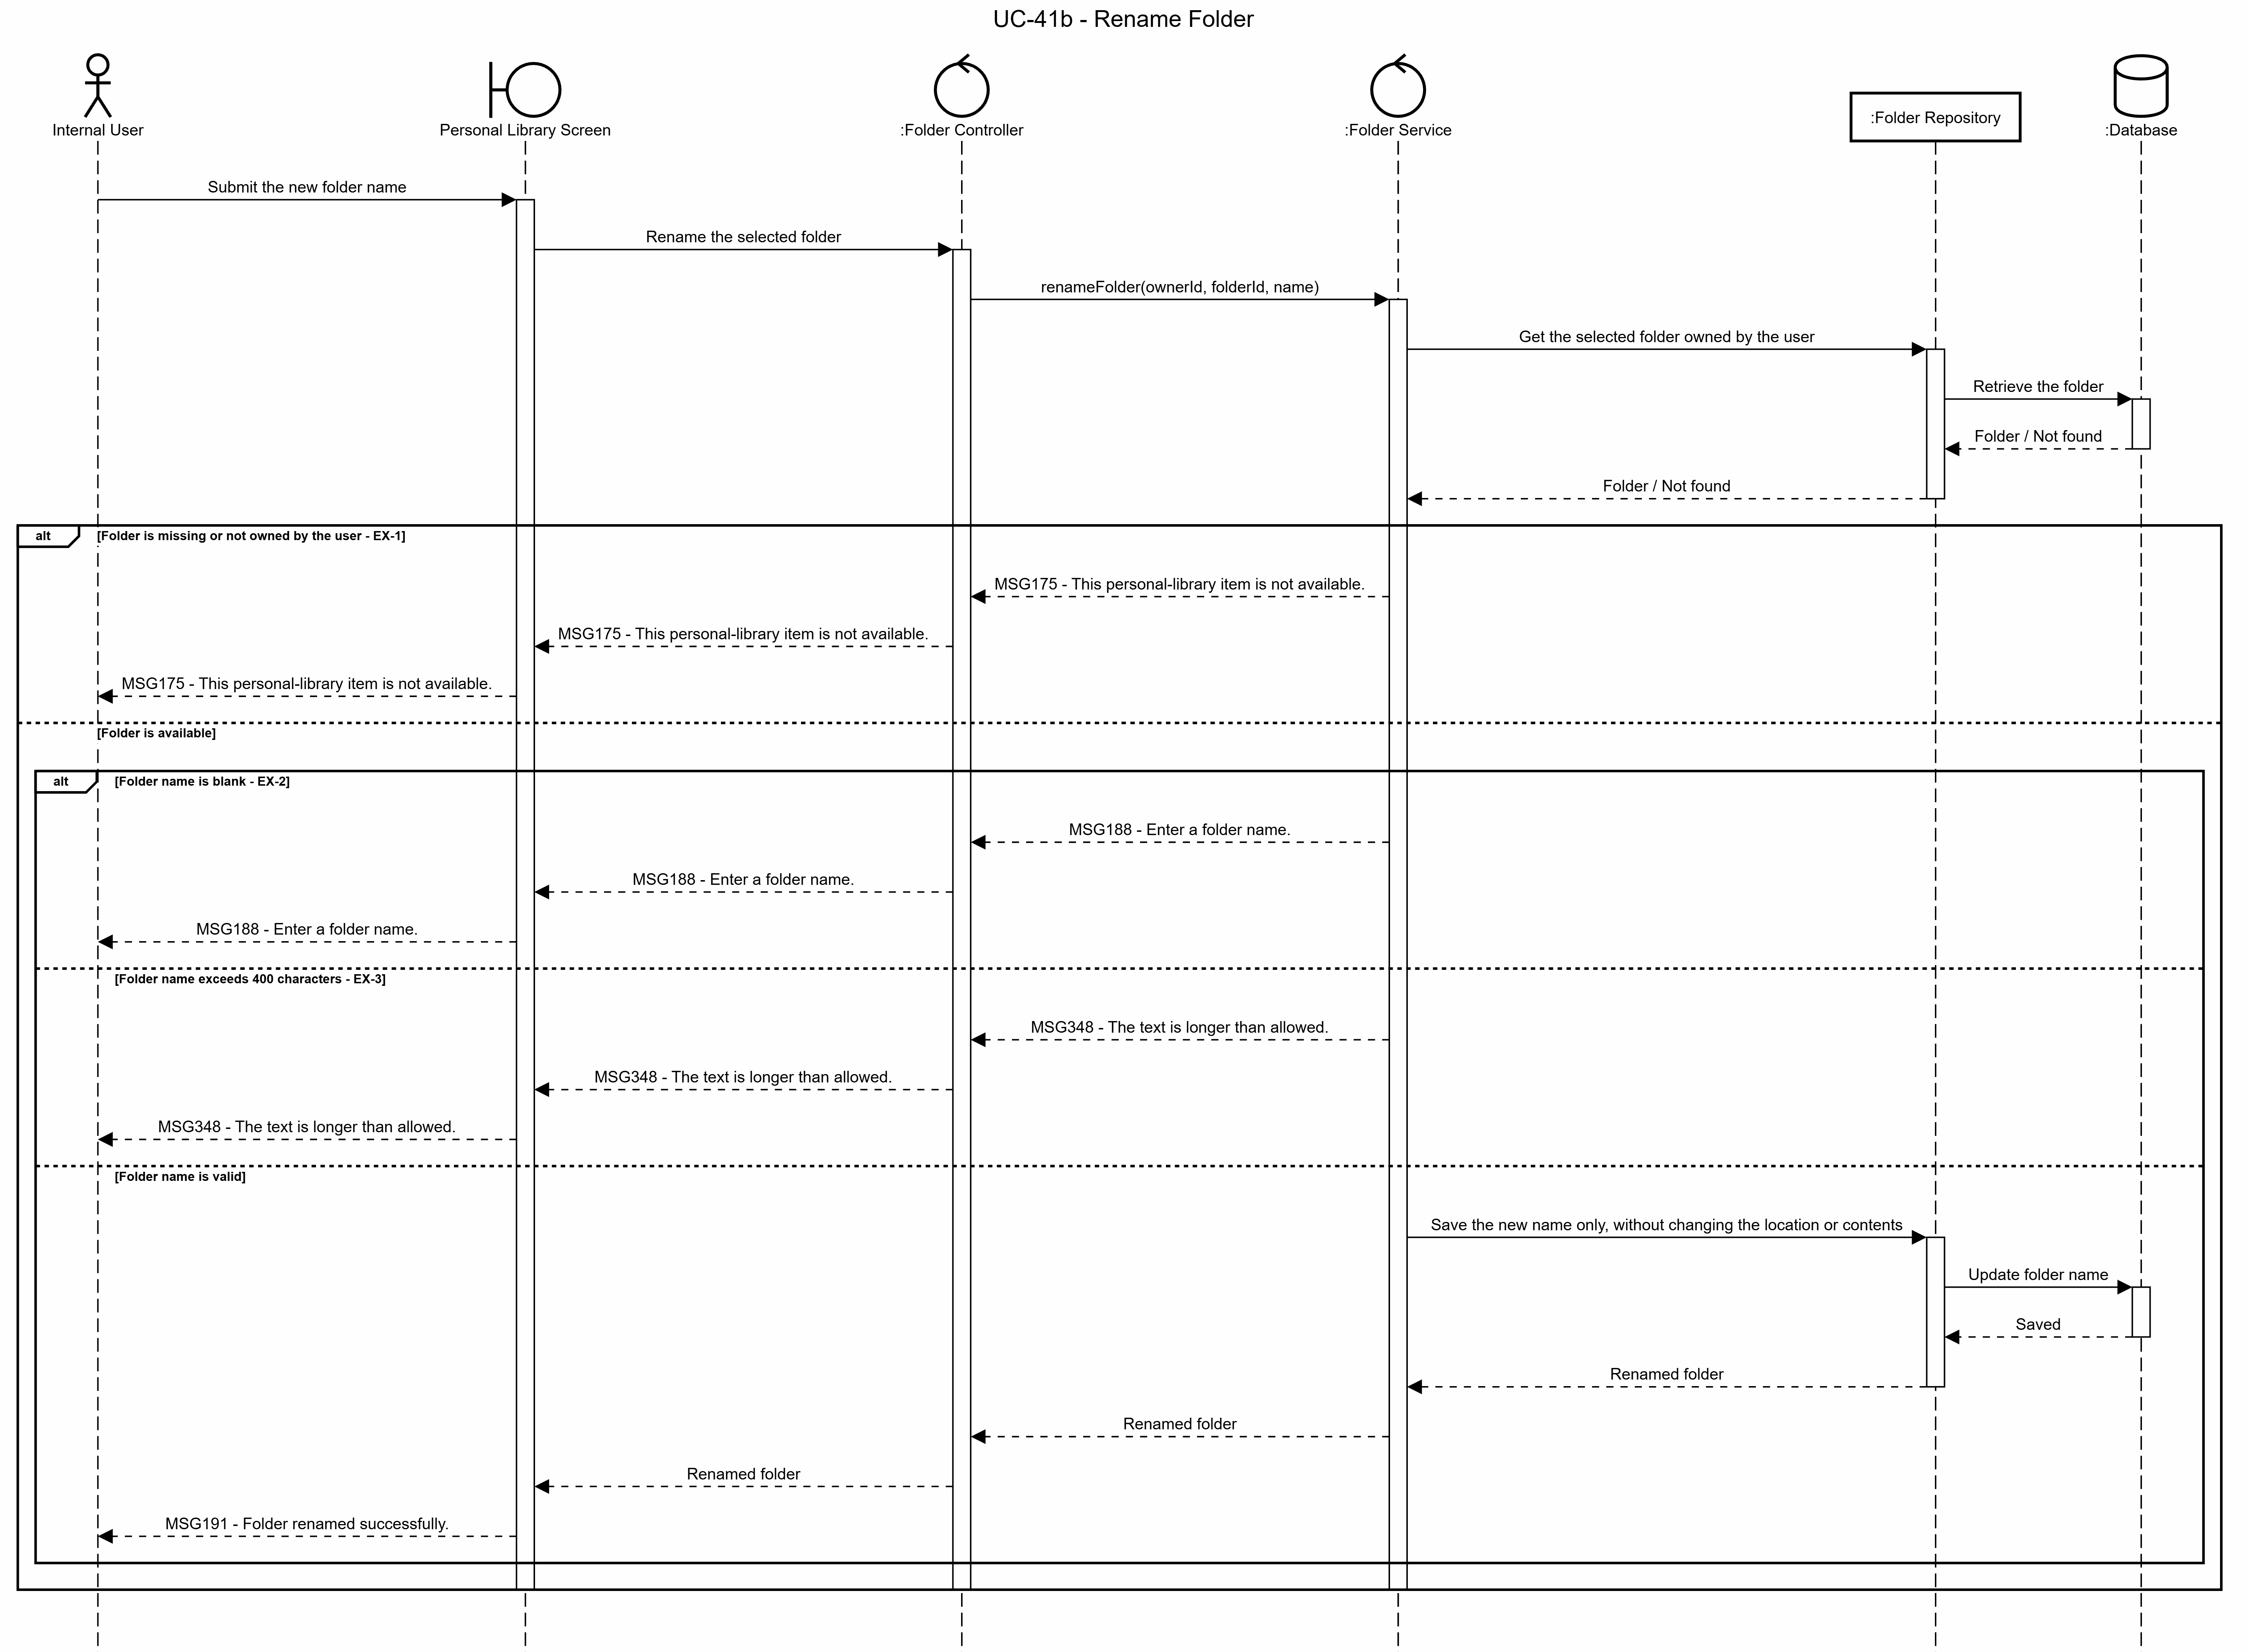 UC-41b - Rename Folder
Internal User
Personal Library Screen
:Folder Controller
:Folder Service
:Folder Repository
:Database
Submit the new folder name
Rename the selected folder
renameFolder(ownerId, folderId, name)
Get the selected folder owned by the user
Retrieve the folder
Folder / Not found
Folder / Not found
alt
[Folder is missing or not owned by the user - EX-1]
MSG175 - This personal-library item is not available.
MSG175 - This personal-library item is not available.
MSG175 - This personal-library item is not available.
[Folder is available]
alt
[Folder name is blank - EX-2]
MSG188 - Enter a folder name.
MSG188 - Enter a folder name.
MSG188 - Enter a folder name.
[Folder name exceeds 400 characters - EX-3]
MSG348 - The text is longer than allowed.
MSG348 - The text is longer than allowed.
MSG348 - The text is longer than allowed.
[Folder name is valid]
Save the new name only, without changing the location or contents
Update folder name
Saved
Renamed folder
Renamed folder
Renamed folder
MSG191 - Folder renamed successfully.